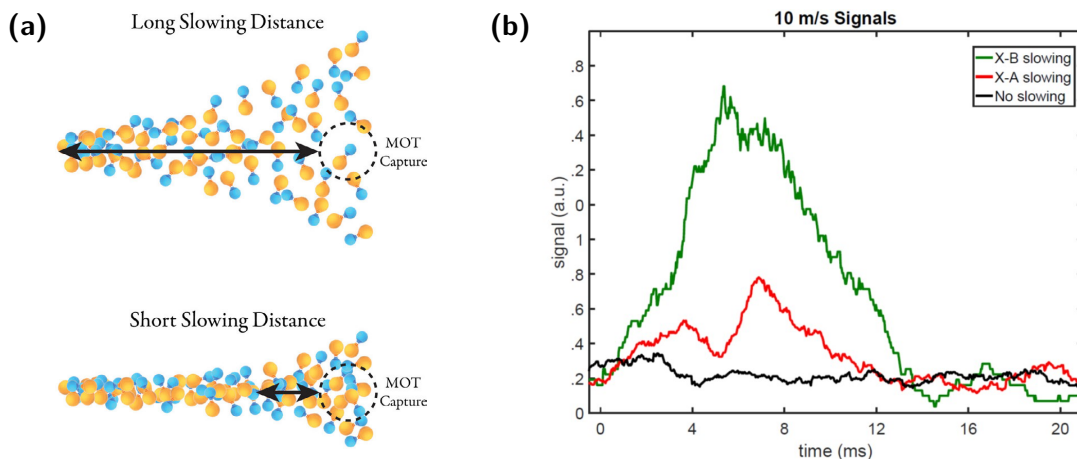 (a)
Long Slowing Distance
MOT
Capture
Short Slowing Distance
MOT
Capture
(b)
10 m/s Signals
X-B slowing
X-A slowing
No slowing
signal (a.u.)
.8
.6
.2
0
1
.8
.6
.4
.2
0
0
4
8
12
16
20
time (ms)